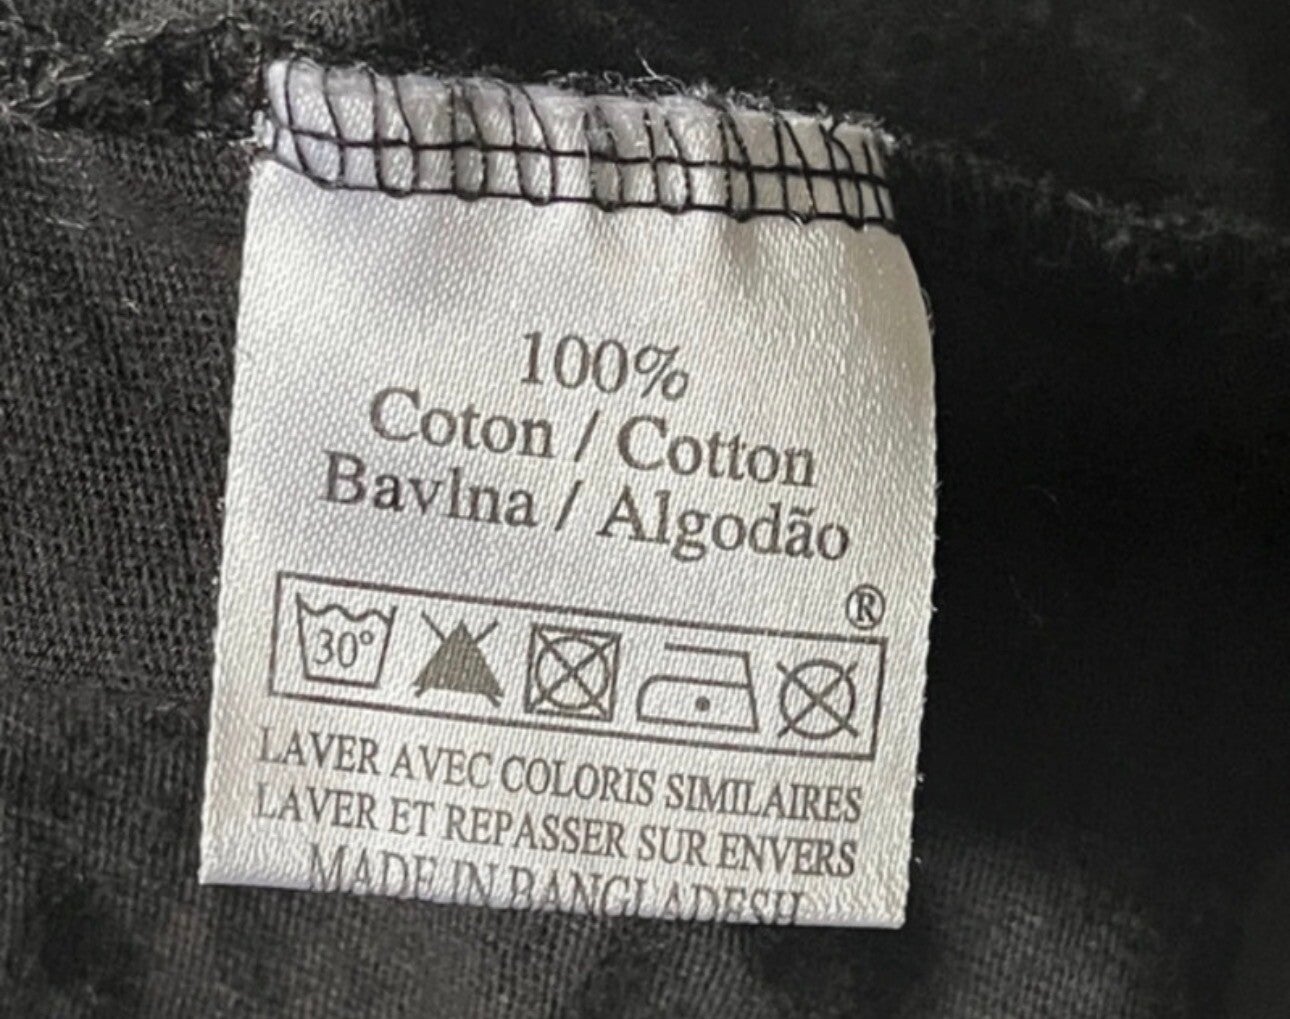 100%
Coton / Cotton
Bavlna / Algodão
®
30°
LAVER AVEC COLORIS SIMILAIRES
LAVER ET REPASSER SUR ENVERS
MADE IN BANGLADESH